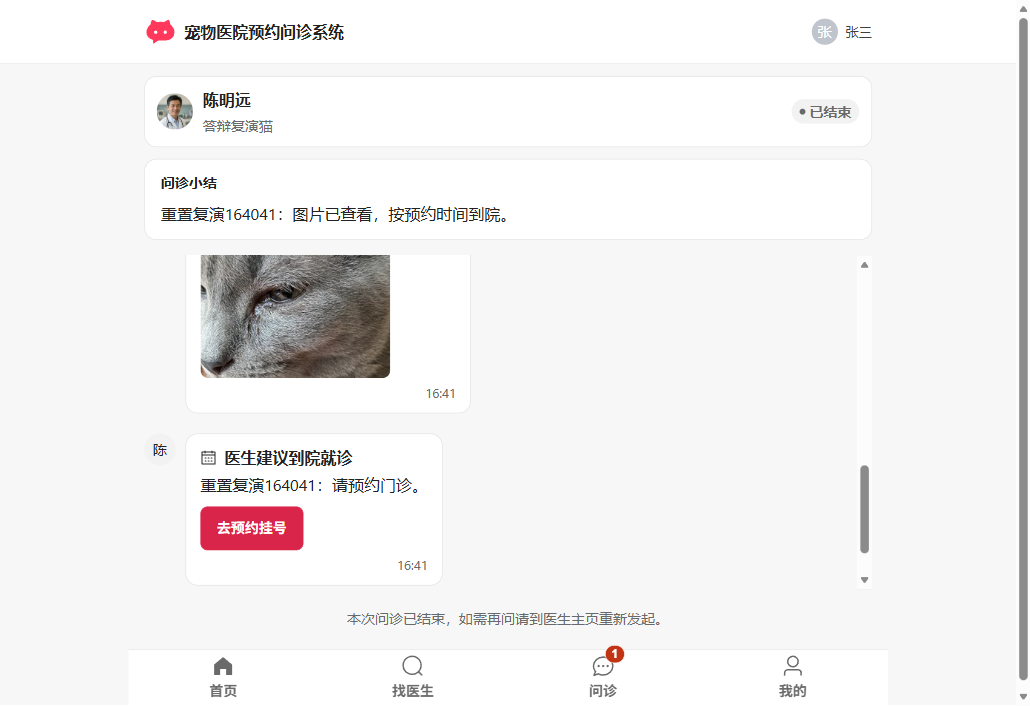 宠物医院预约问诊系统
张 张三
陈明远
答辩复演猫
已结束
问诊小结
重置复演164041：图片已查看，按预约时间到院。
16:41
陈
医生建议到院就诊
重置复演164041：请预约门诊。
去预约挂号
16:41
本次问诊已结束，如需再问请到医生主页重新发起。
1
首页 找医生 问诊 我的